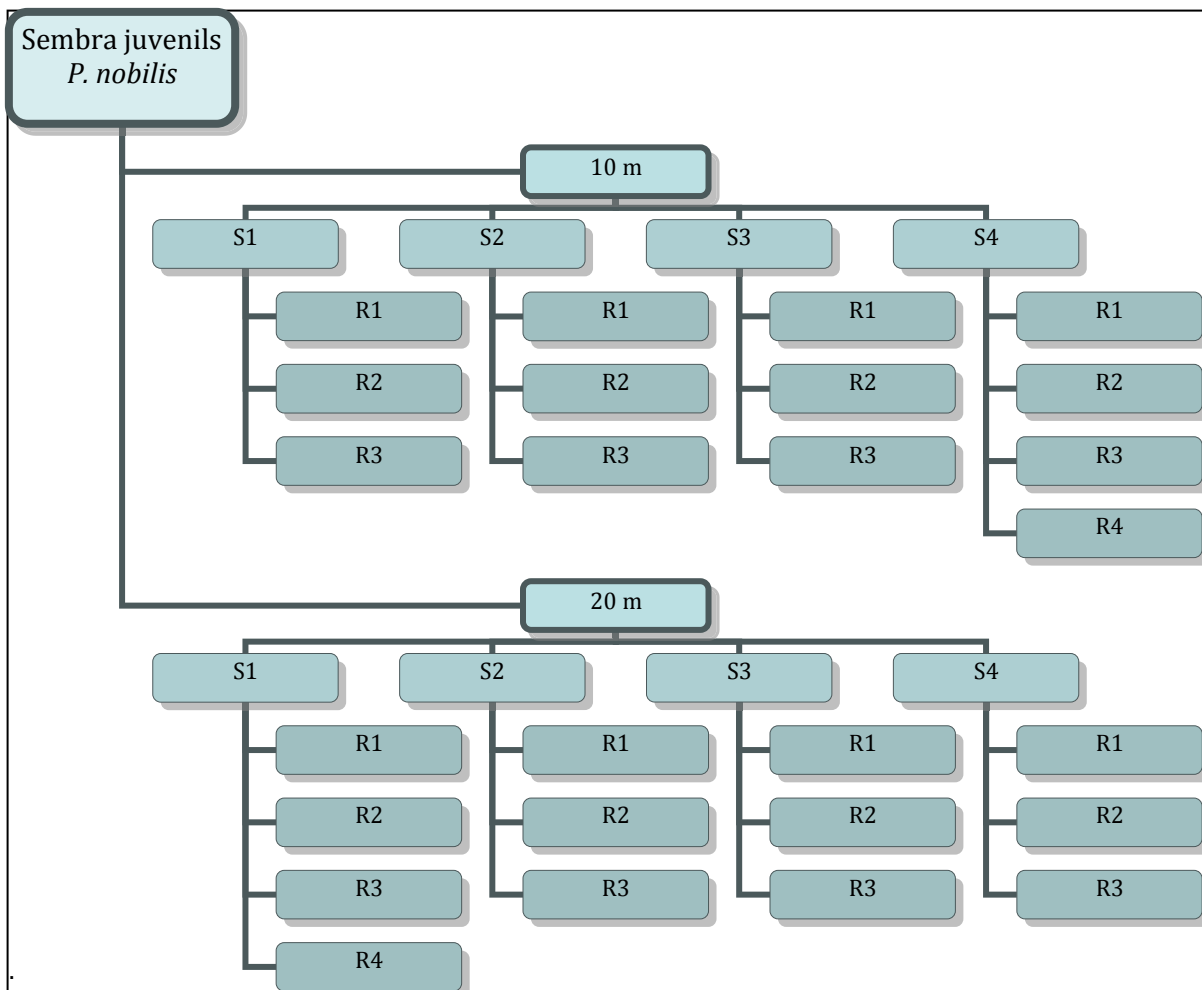 Sembra juvenils
P. nobilis
10 m
S1 S2 S3 S4
R1 R1 R1 R1
R2 R2 R2 R2
R3 R3 R3 R3
R4
20 m
S1 S2 S3 S4
R1 R1 R1 R1
R2 R2 R2 R2
R3 R3 R3 R3
R4
.